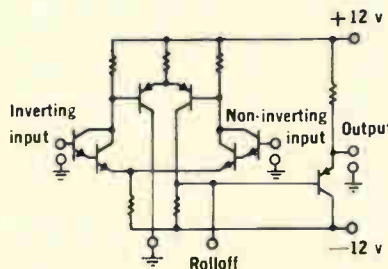 +12 v
Inverting
input
Non-inverting
input
Output
—12 v
Rolloff